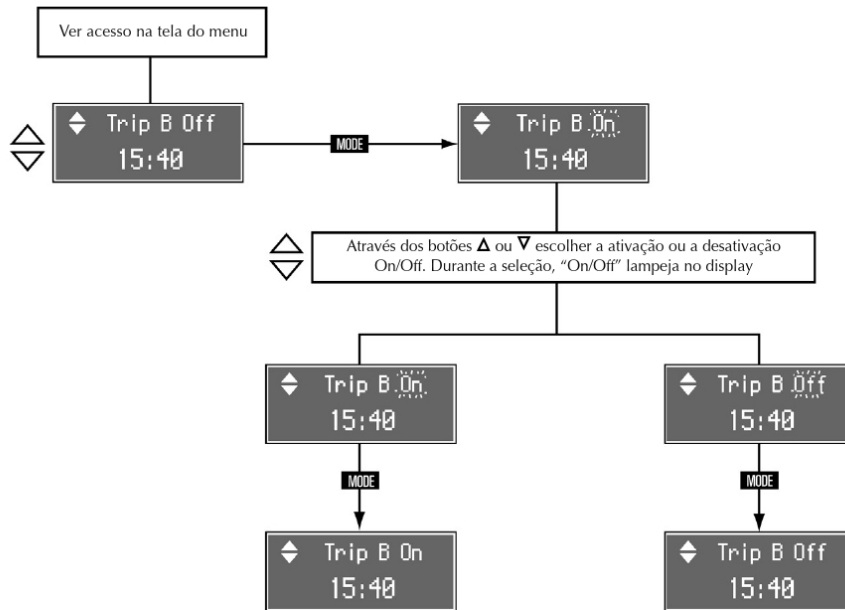 Ver acesso na tela do menu
Trip B Off
15:40
MODE
Trip B On
15:40
Através dos botões Δ ou ∇ escolher a ativação ou a desativação
On/Off. Durante a seleção, “On/Off” lampeja no display
Trip B On
15:40
Trip B Off
15:40
MODE
MODE
Trip B On
15:40
Trip B Off
15:40